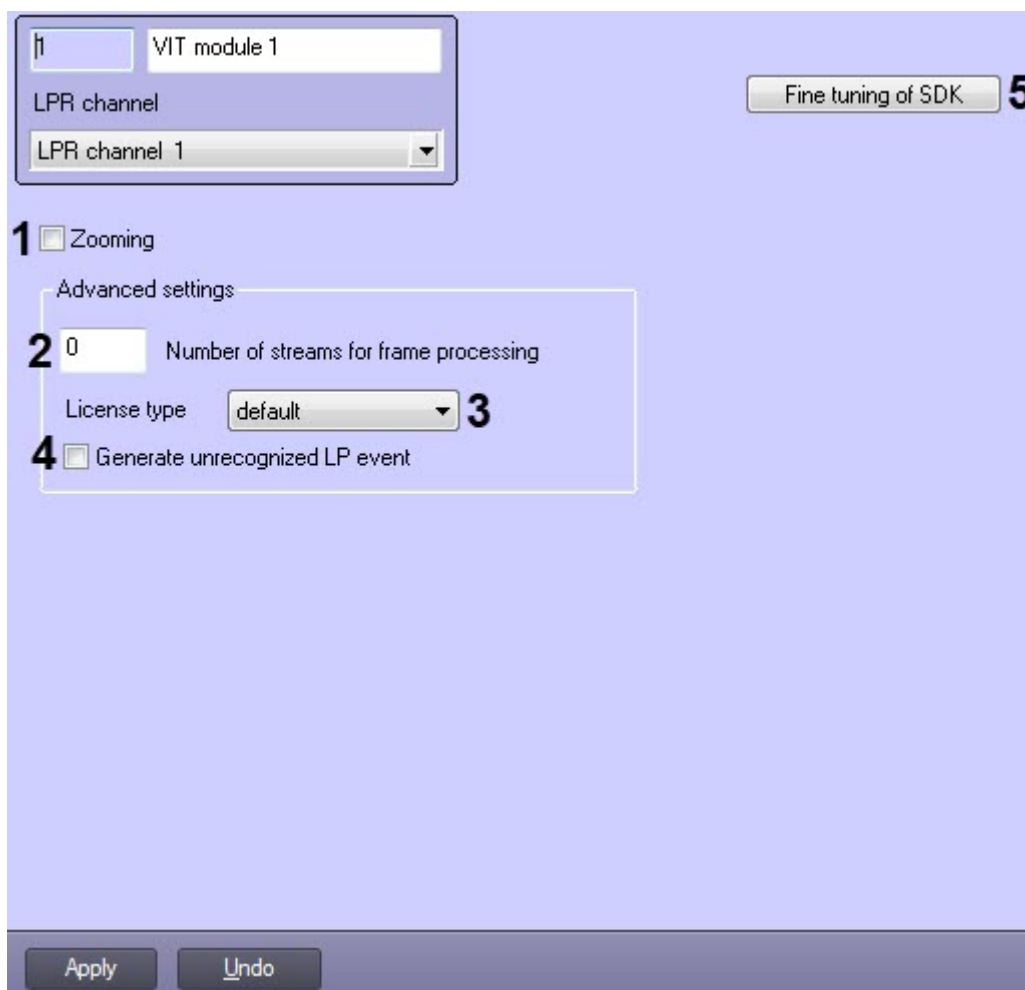 1 VIT module 1
LPR channel
LPR channel 1
Fine tuning of SDK 5
1 Zooming
Advanced settings
2 0 Number of streams for frame processing
License type default 3
4 Generate unrecognized LP event
Apply Undo